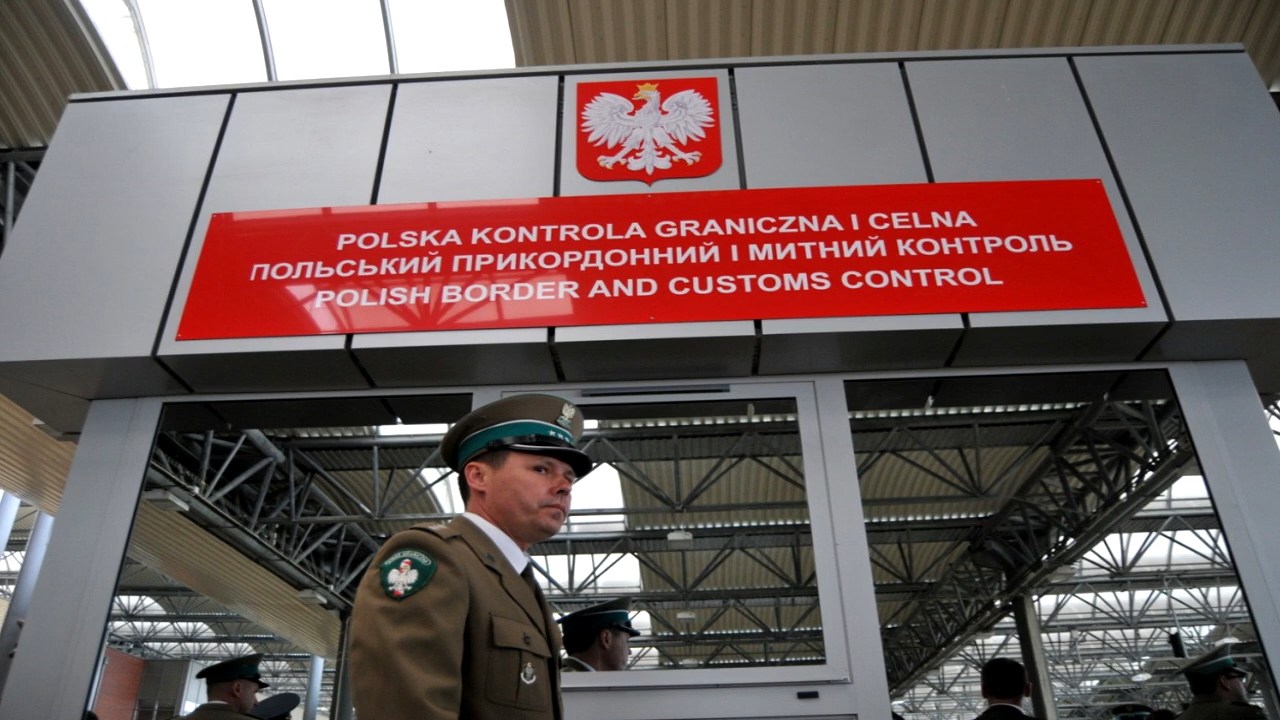 POLSKA KONTROLA GRANICZNA I CELNA
ПОЛЬСЬКИЙ ПРИКОРДОННИЙ І МИТНИЙ КОНТРОЛЬ
POLISH BORDER AND CUSTOMS CONTROL